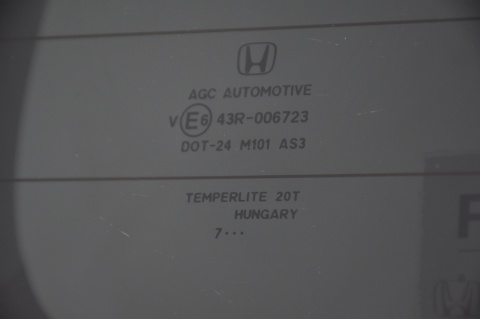 AGC AUTOMOTIVE
V E6 43R-006723
DOT-24 M101 AS3
TEMPERLITE 20T
HUNGARY
7···